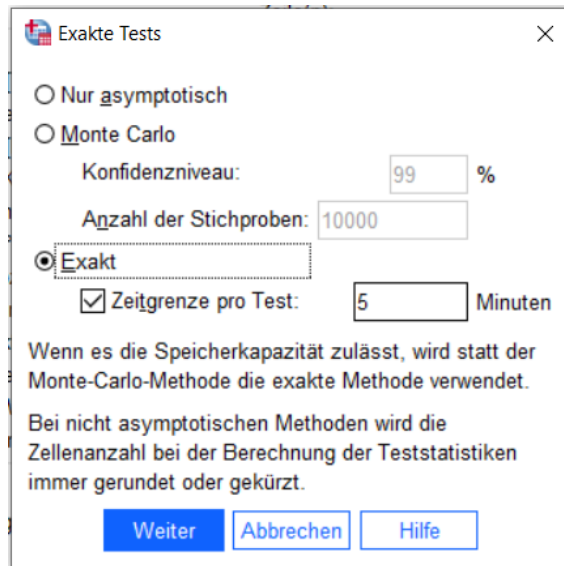 Exakte Tests
Nur asymptotisch
Monte Carlo
Konfidenzniveau: 99 %
Anzahl der Stichproben: 10000
Exakt
Zeitgrenze pro Test: 5 Minuten
Wenn es die Speicherkapazität zulässt, wird statt der
Monte-Carlo-Methode die exakte Methode verwendet.
Bei nicht asymptotischen Methoden wird die
Zellenanzahl bei der Berechnung der Teststatistiken
immer gerundet oder gekürzt.
Weiter Abbrechen Hilfe